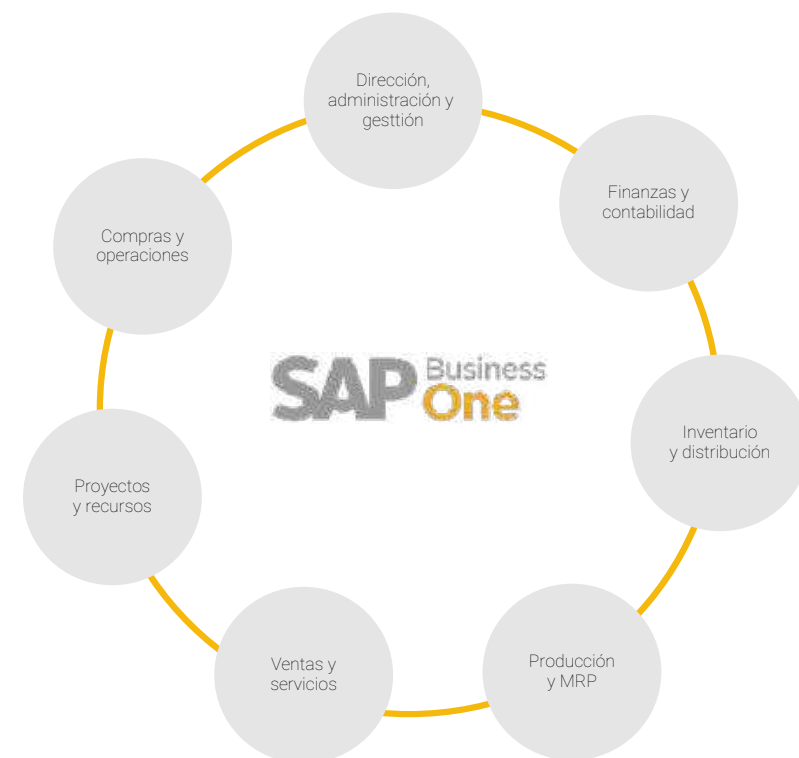 Dirección,
administración y
gesttión
Finanzas y
contabilidad
Compras y
operaciones
SAP Business
One
Inventario
y distribución
Proyectos
y recursos
Ventas y
servicios
Producción
y MRP